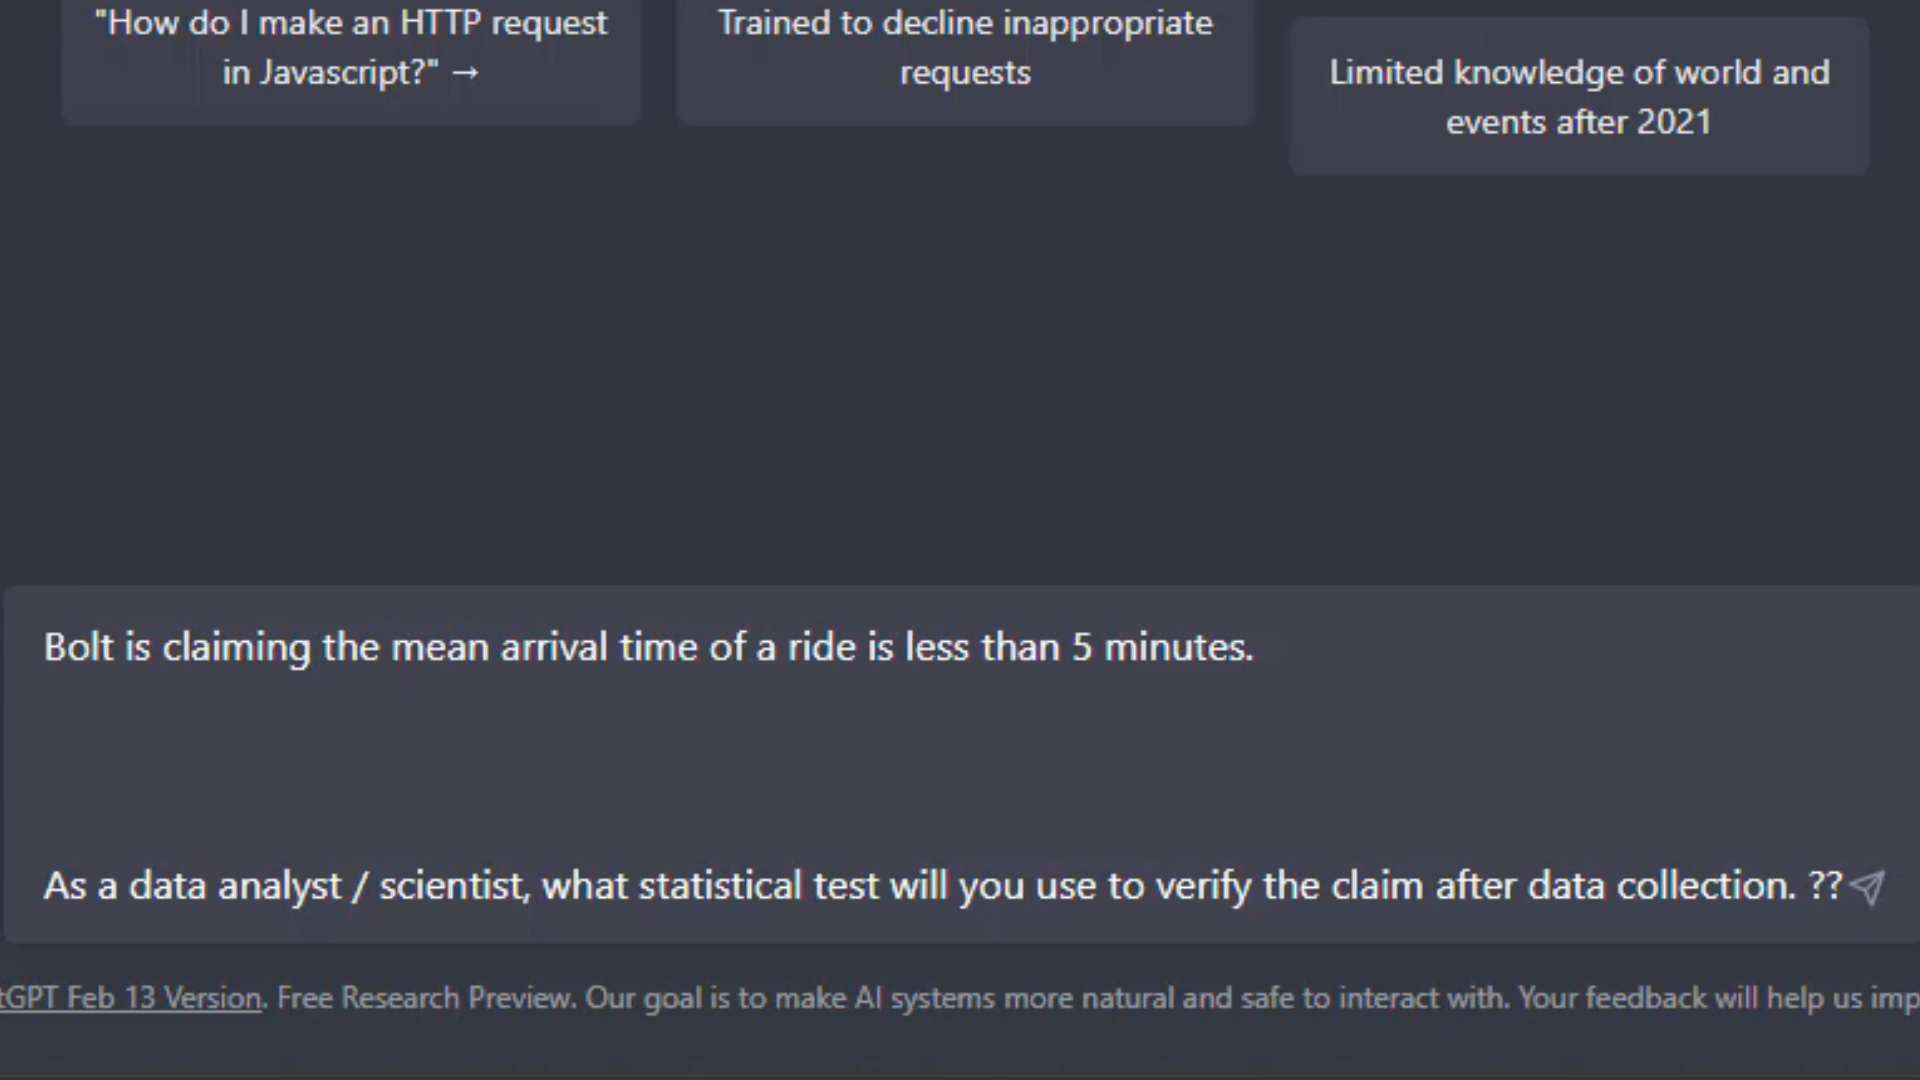 "How do I make an HTTP request
in Javascript?" →
Trained to decline inappropriate
requests
Limited knowledge of world and
events after 2021
Bolt is claiming the mean arrival time of a ride is less than 5 minutes.
As a data analyst / scientist, what statistical test will you use to verify the claim after data collection. ??
tGPT Feb 13 Version. Free Research Preview. Our goal is to make AI systems more natural and safe to interact with. Your feedback will help us imp